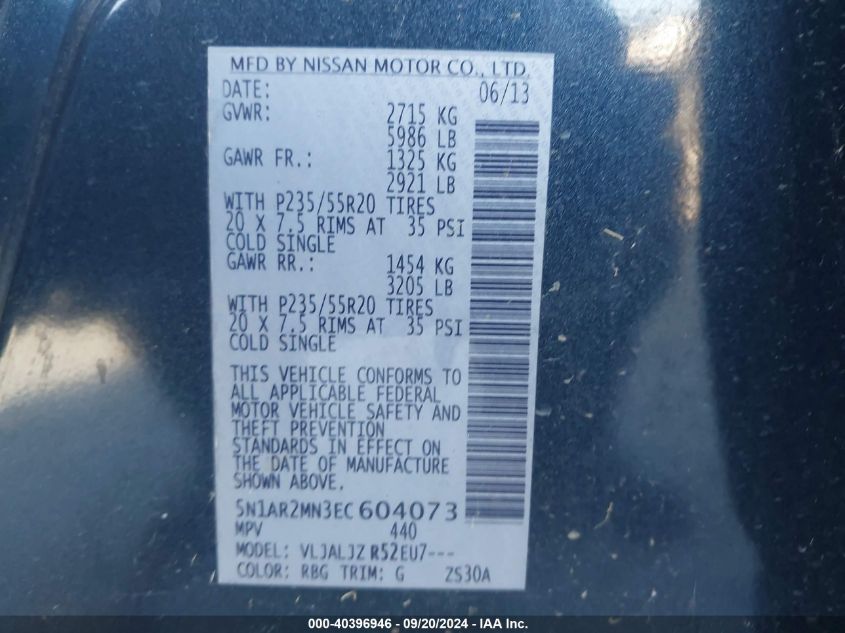 MFD BY NISSAN MOTOR CO., LTD.
DATE: 06/13
GVWR: 2715 KG
5986 LB
GAWR FR.: 1325 KG
2921 LB
WITH P235/55R20 TIRES
20 X 7.5 RIMS AT 35 PSI
COLD SINGLE
GAWR RR.: 1454 KG
3205 LB
WITH P235/55R20 TIRES
20 X 7.5 RIMS AT 35 PSI
COLD SINGLE
THIS VEHICLE CONFORMS TO
ALL APPLICABLE FEDERAL
MOTOR VEHICLE SAFETY AND
THEFT PREVENTION
STANDARDS IN EFFECT ON
THE DATE OF MANUFACTURE
SHOWN ABOVE.
5N1AR2MN3EC604073
MPV 440
MODEL: VLJALJZ R52EU7---
COLOR: RBG TRIM: G ZS30A
000-40396946 - 09/20/2024 - IAA Inc.